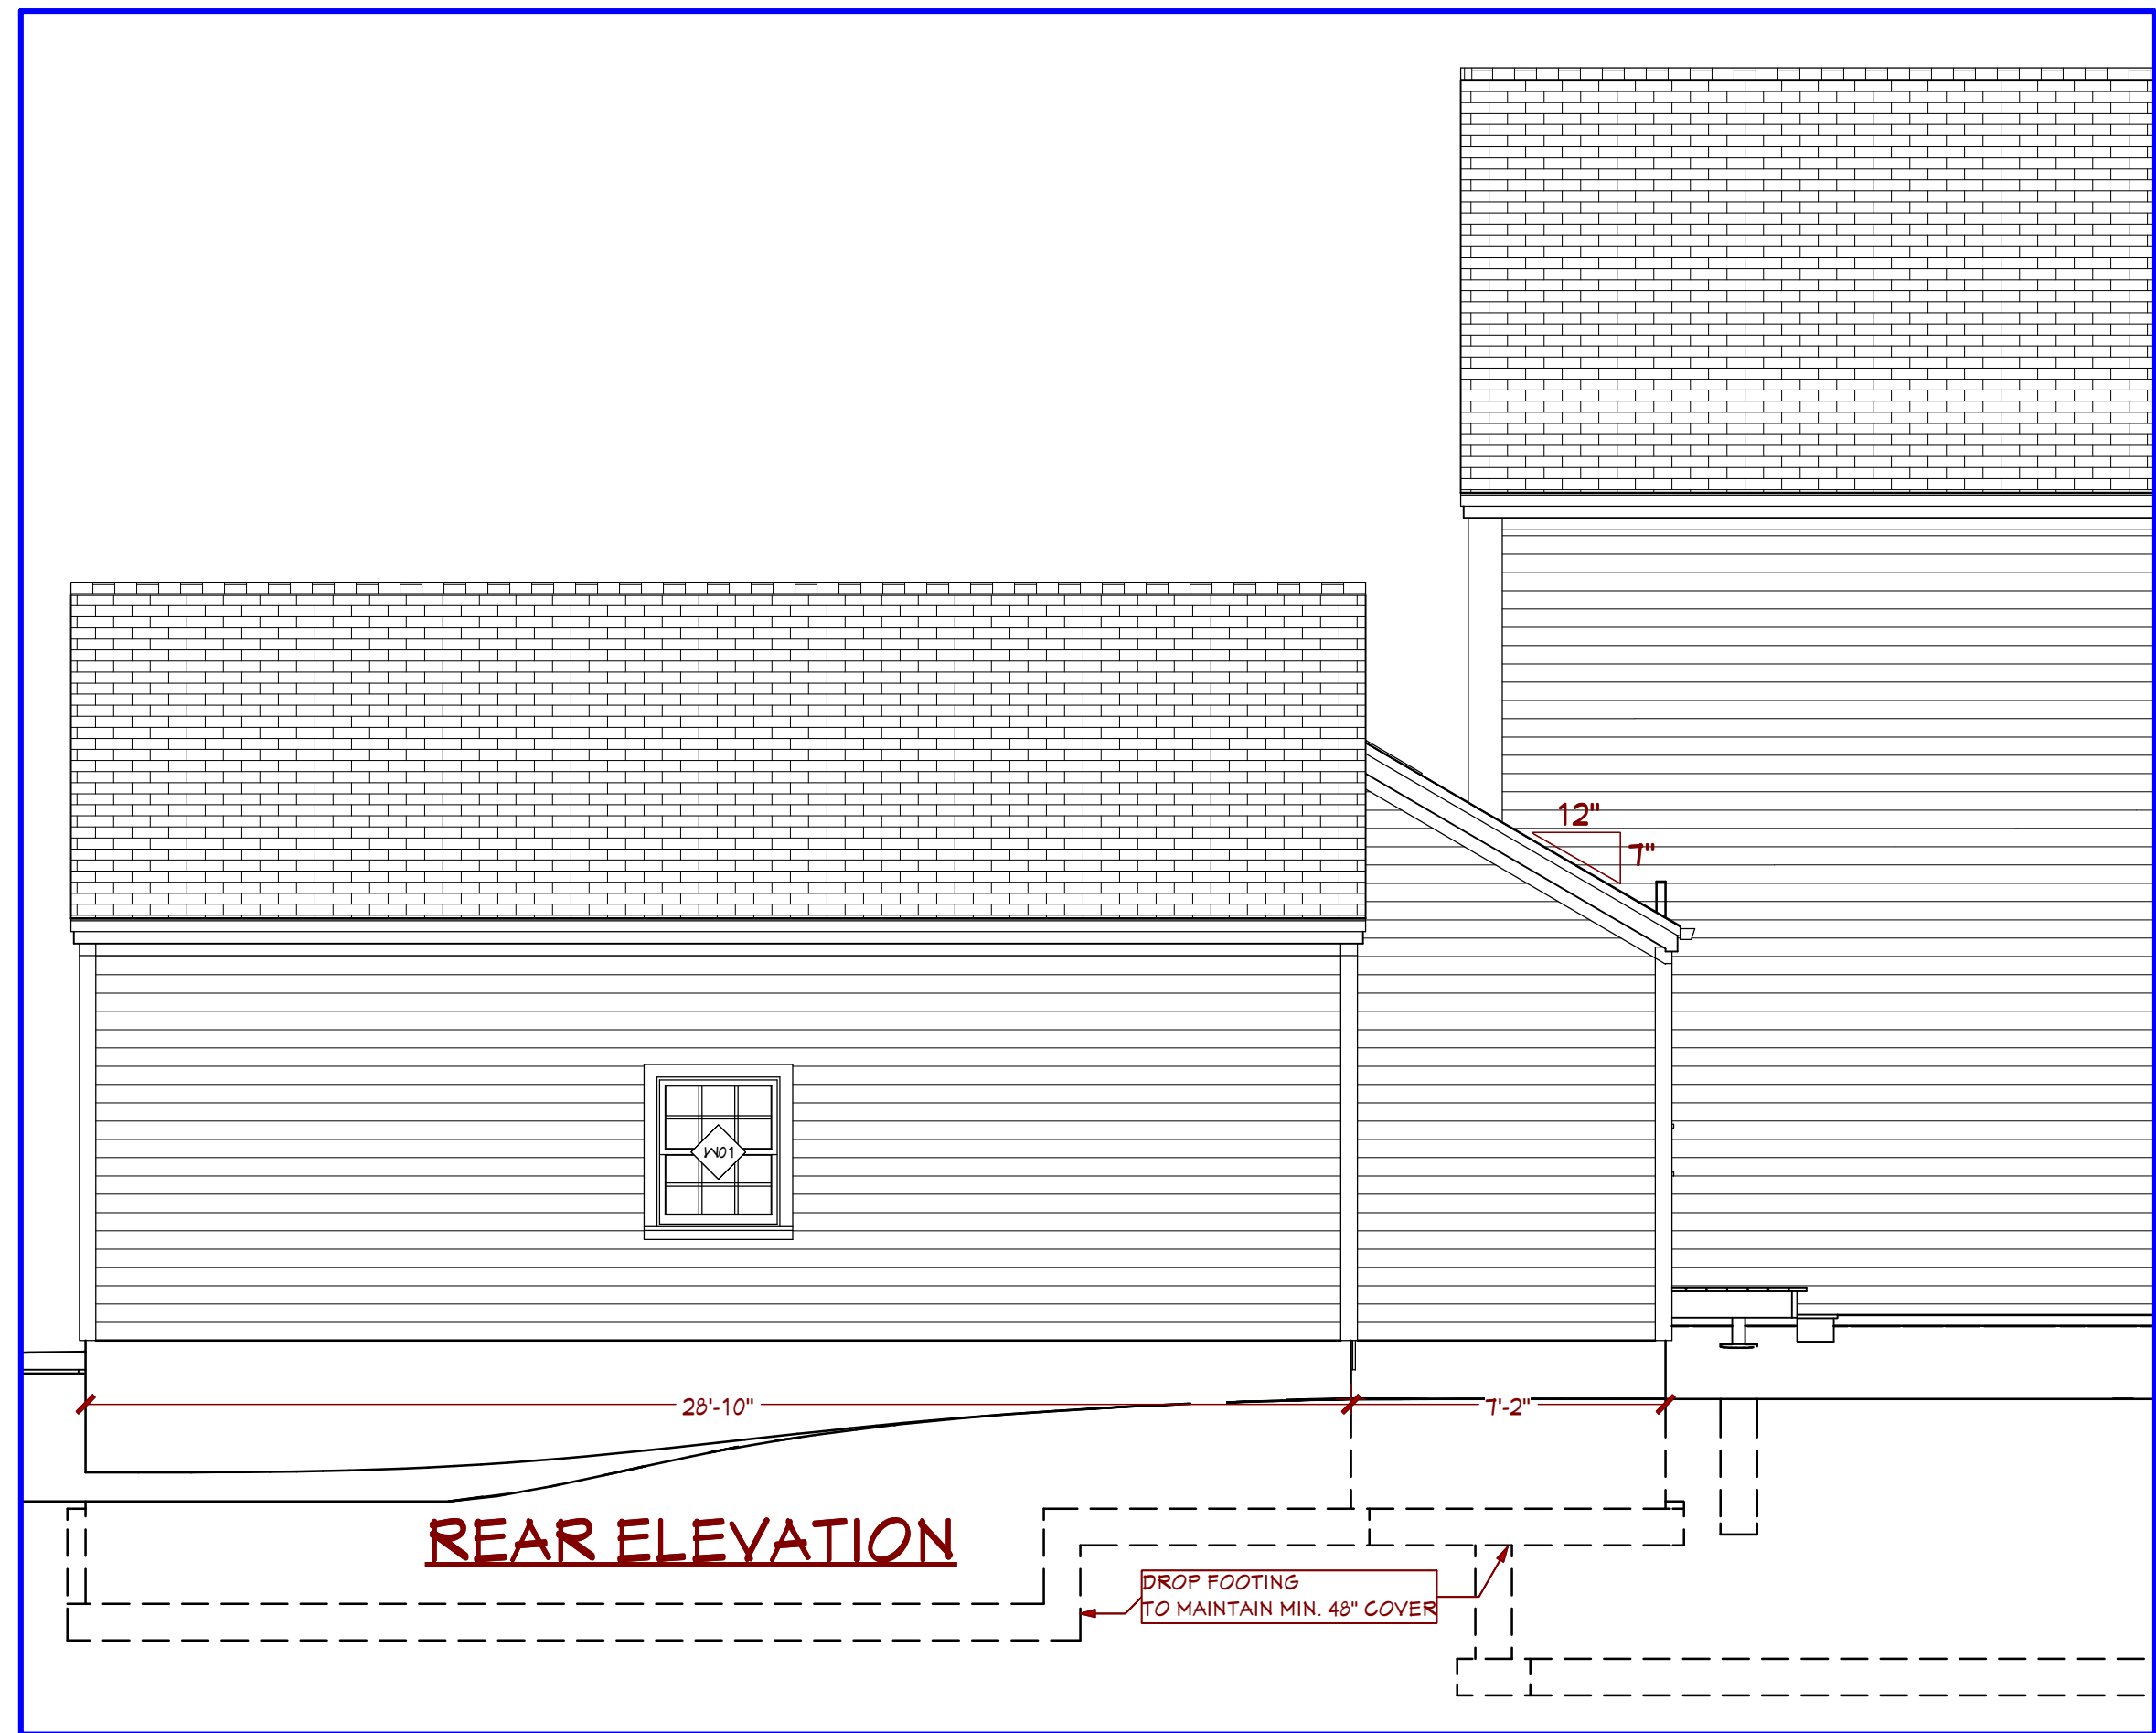 12"
7"
W01
28'-10"
7'-2"
REAR ELEVATION
DROP FOOTING
TO MAINTAIN MIN. 48" COVER